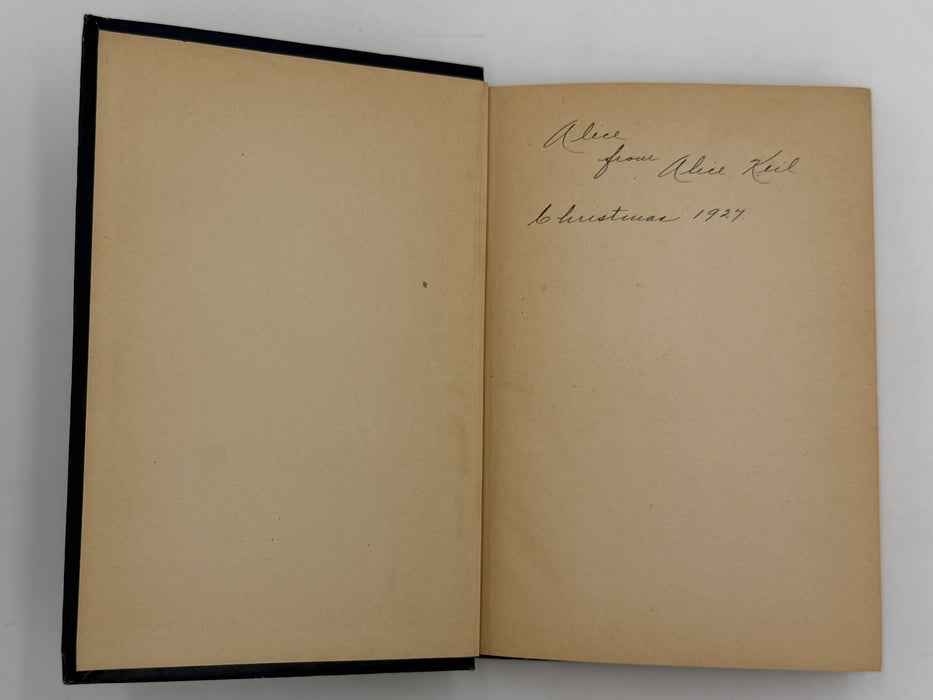 Alice
from Alice Keil
Christmas 1927.